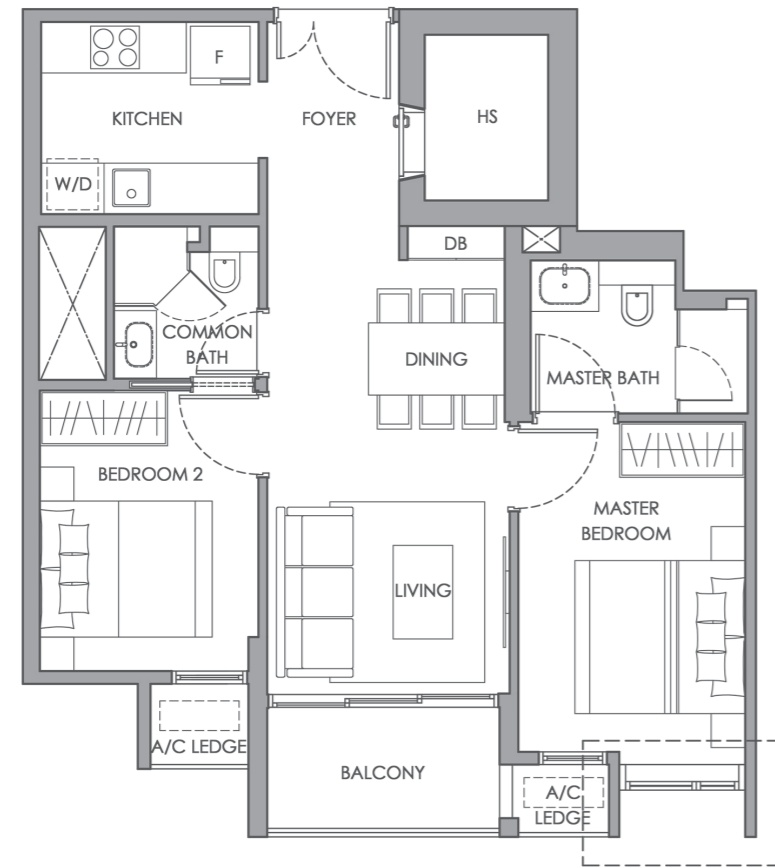 F
KITCHEN
FOYER
HS
W/D
DB
COMMON
BATH
DINING
MASTER BATH
BEDROOM 2
MASTER
BEDROOM
LIVING
A/C LEDGE
BALCONY
A/C
LEDGE